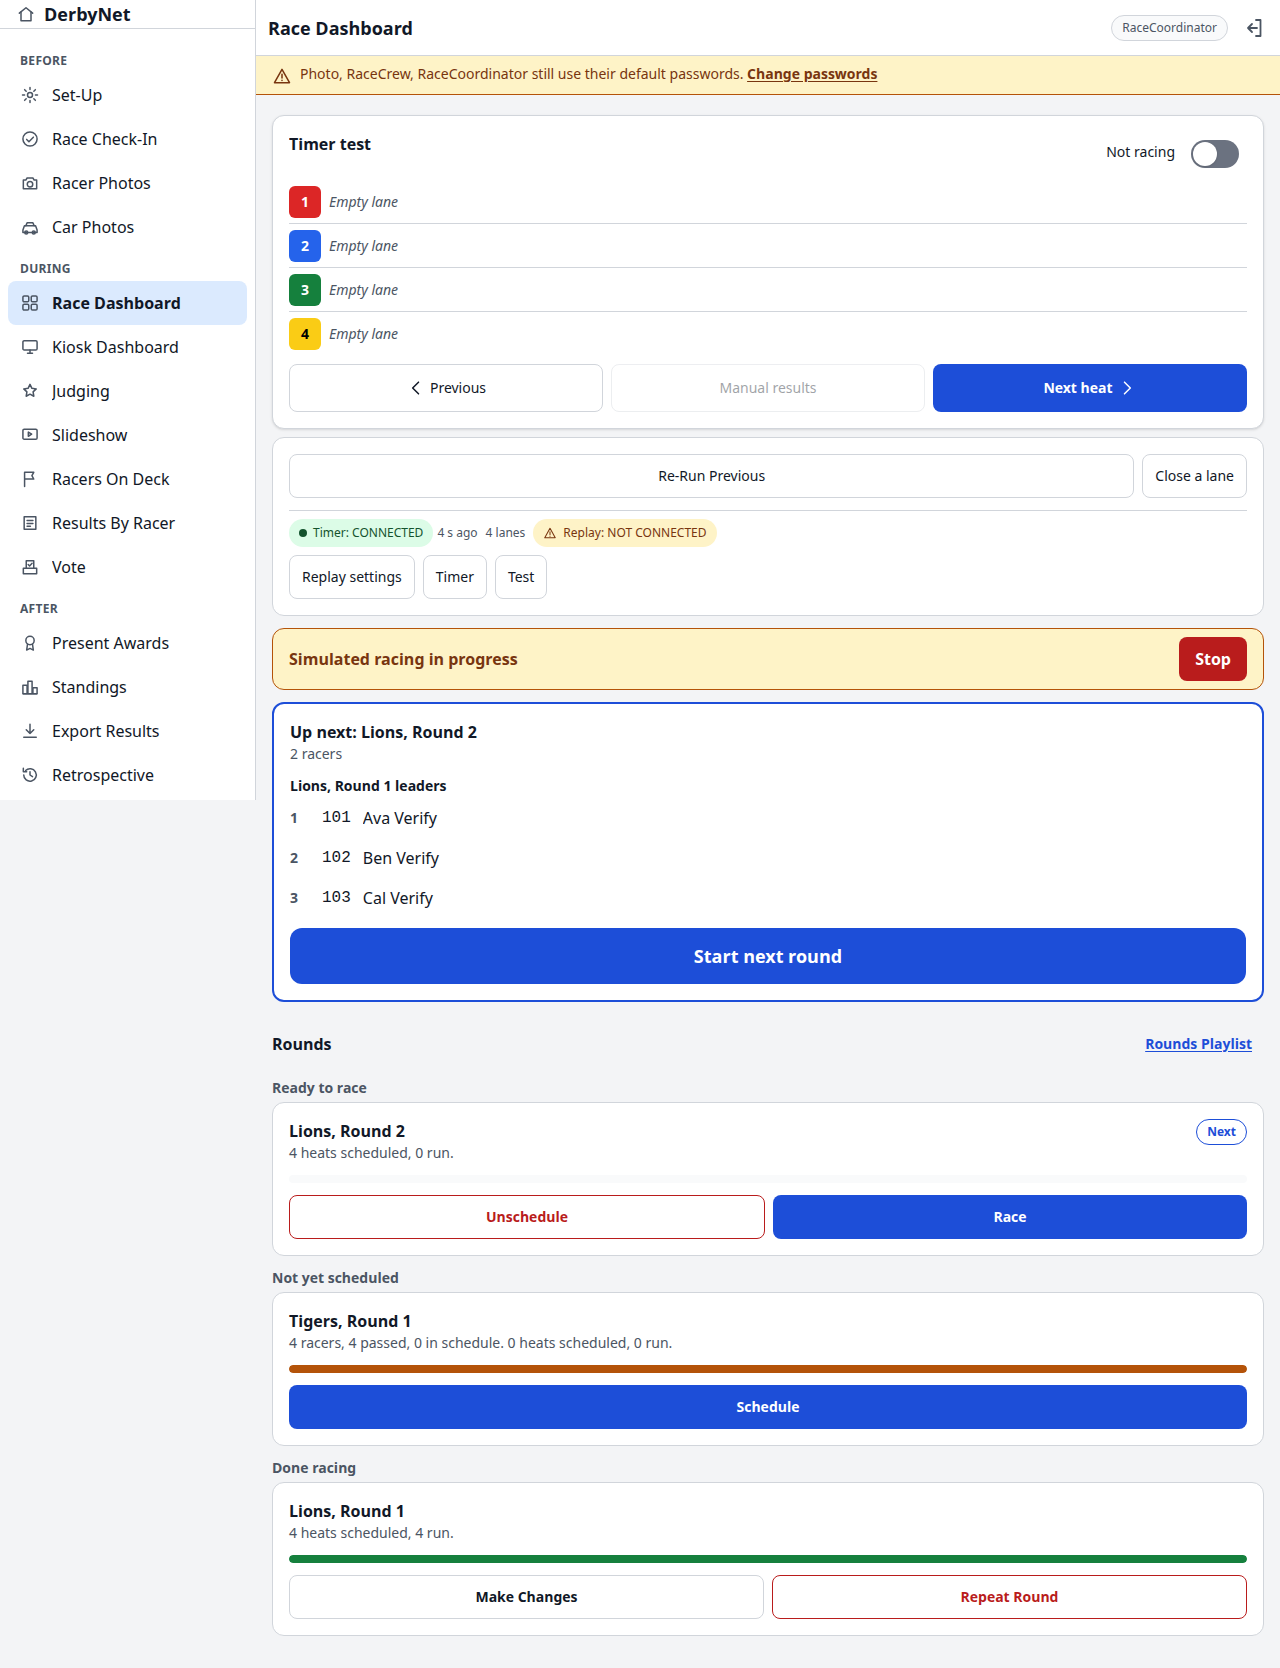 DerbyNet
BEFORE
Set-Up
Race Check-In
Racer Photos
Car Photos
DURING
Race Dashboard
Kiosk Dashboard
Judging
Slideshow
Racers On Deck
Results By Racer
Vote
AFTER
Present Awards
Standings
Export Results
Retrospective
Race Dashboard
RaceCoordinator
Photo, RaceCrew, RaceCoordinator still use their default passwords. Change passwords
Timer test
Not racing
1 Empty lane
2 Empty lane
3 Empty lane
4 Empty lane
Previous
Manual results
Next heat
Re-Run Previous
Close a lane
Timer: CONNECTED 4 s ago 4 lanes Replay: NOT CONNECTED
Replay settings
Timer
Test
Simulated racing in progress
Stop
Up next: Lions, Round 2
2 racers
Lions, Round 1 leaders
1 101 Ava Verify
2 102 Ben Verify
3 103 Cal Verify
Start next round
Rounds
Rounds Playlist
Ready to race
Lions, Round 2
Next
4 heats scheduled, 0 run.
Unschedule
Race
Not yet scheduled
Tigers, Round 1
4 racers, 4 passed, 0 in schedule. 0 heats scheduled, 0 run.
Schedule
Done racing
Lions, Round 1
4 heats scheduled, 4 run.
Make Changes
Repeat Round